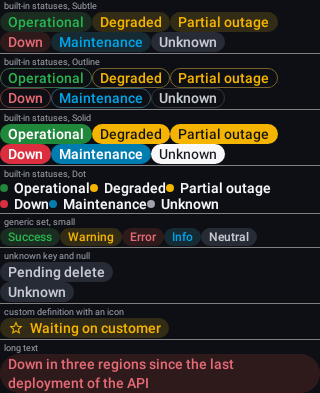 built-in statuses, Subtle
Operational Degraded Partial outage
Down Maintenance Unknown
built-in statuses, Outline
Operational Degraded Partial outage
Down Maintenance Unknown
built-in statuses, Solid
Operational Degraded Partial outage
Down Maintenance Unknown
built-in statuses, Dot
Operational Degraded Partial outage
Down Maintenance Unknown
generic set, small
Success Warning Error Info Neutral
unknown key and null
Pending delete
Unknown
custom definition with an icon
Waiting on customer
long text
Down in three regions since the last
deployment of the API